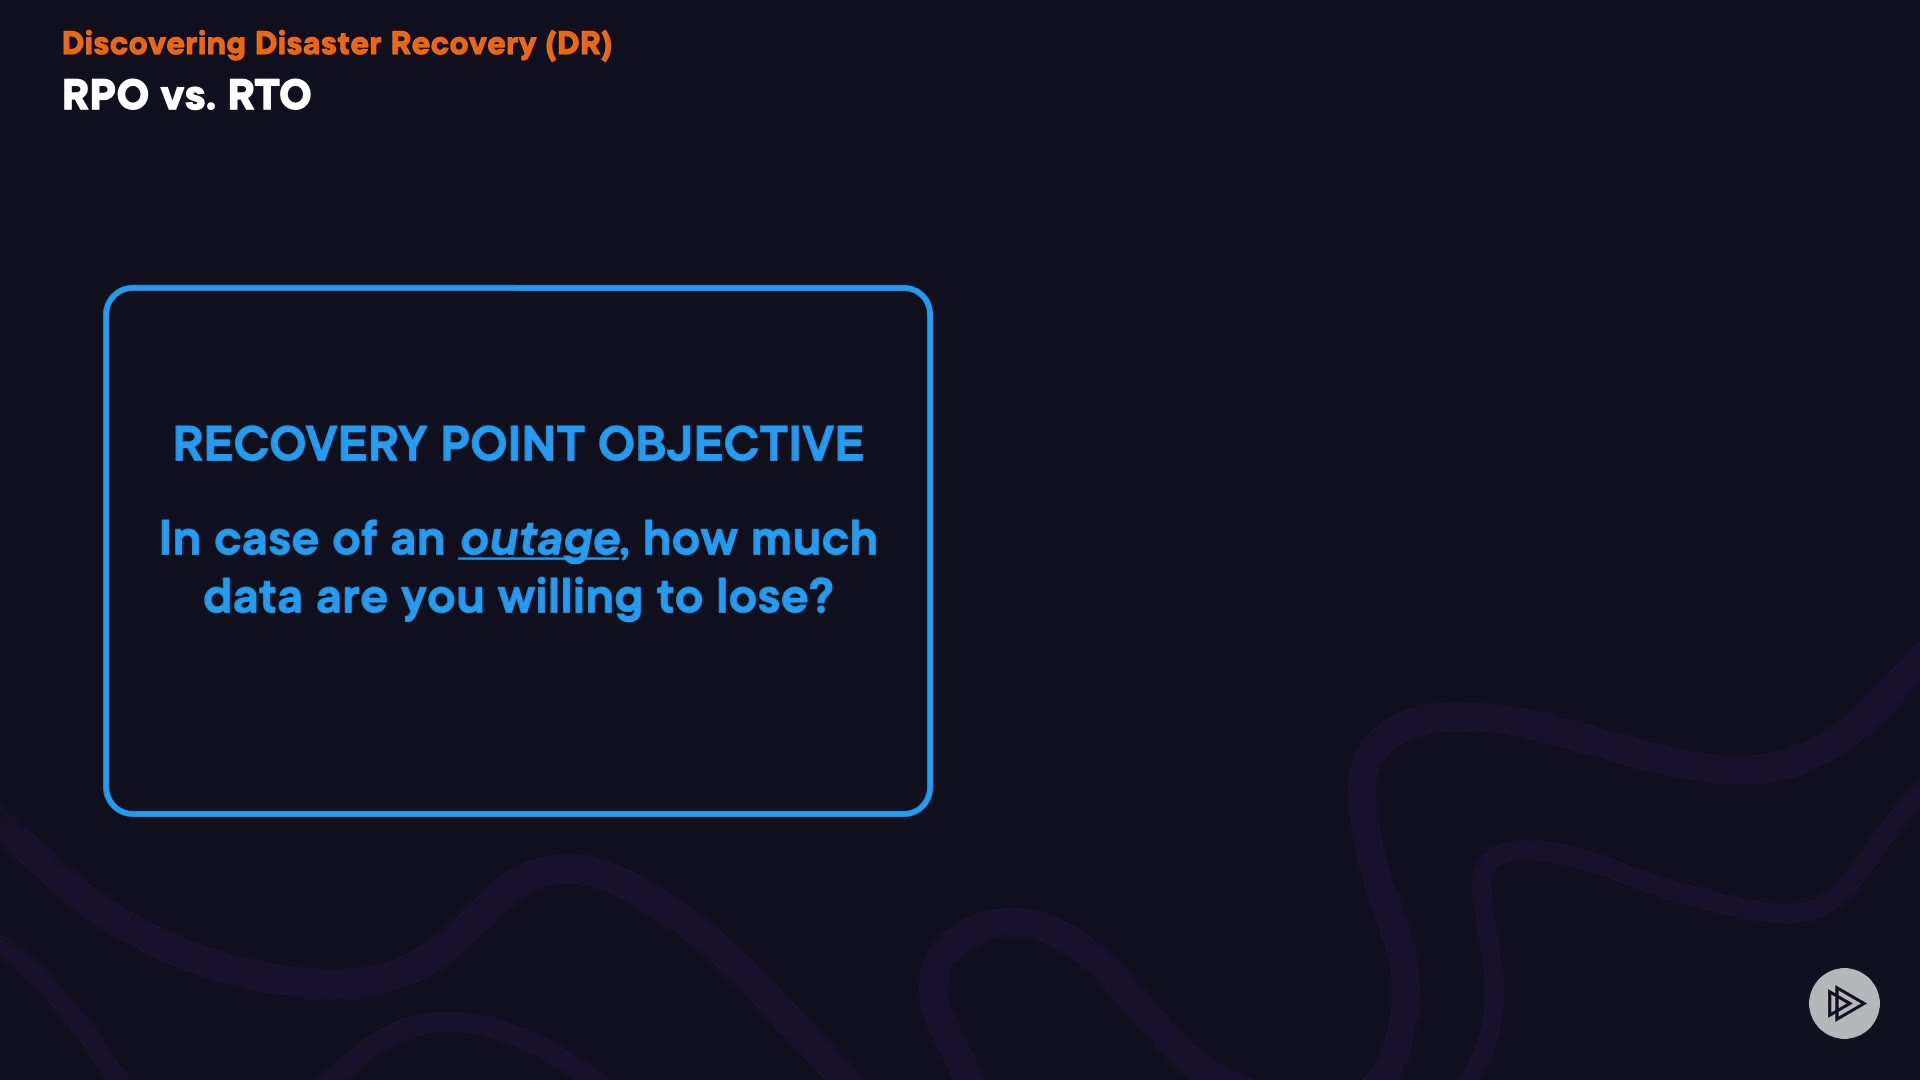 Discovering Disaster Recovery (DR)
RPO vs. RTO
RECOVERY POINT OBJECTIVE
In case of an outage, how much
data are you willing to lose?